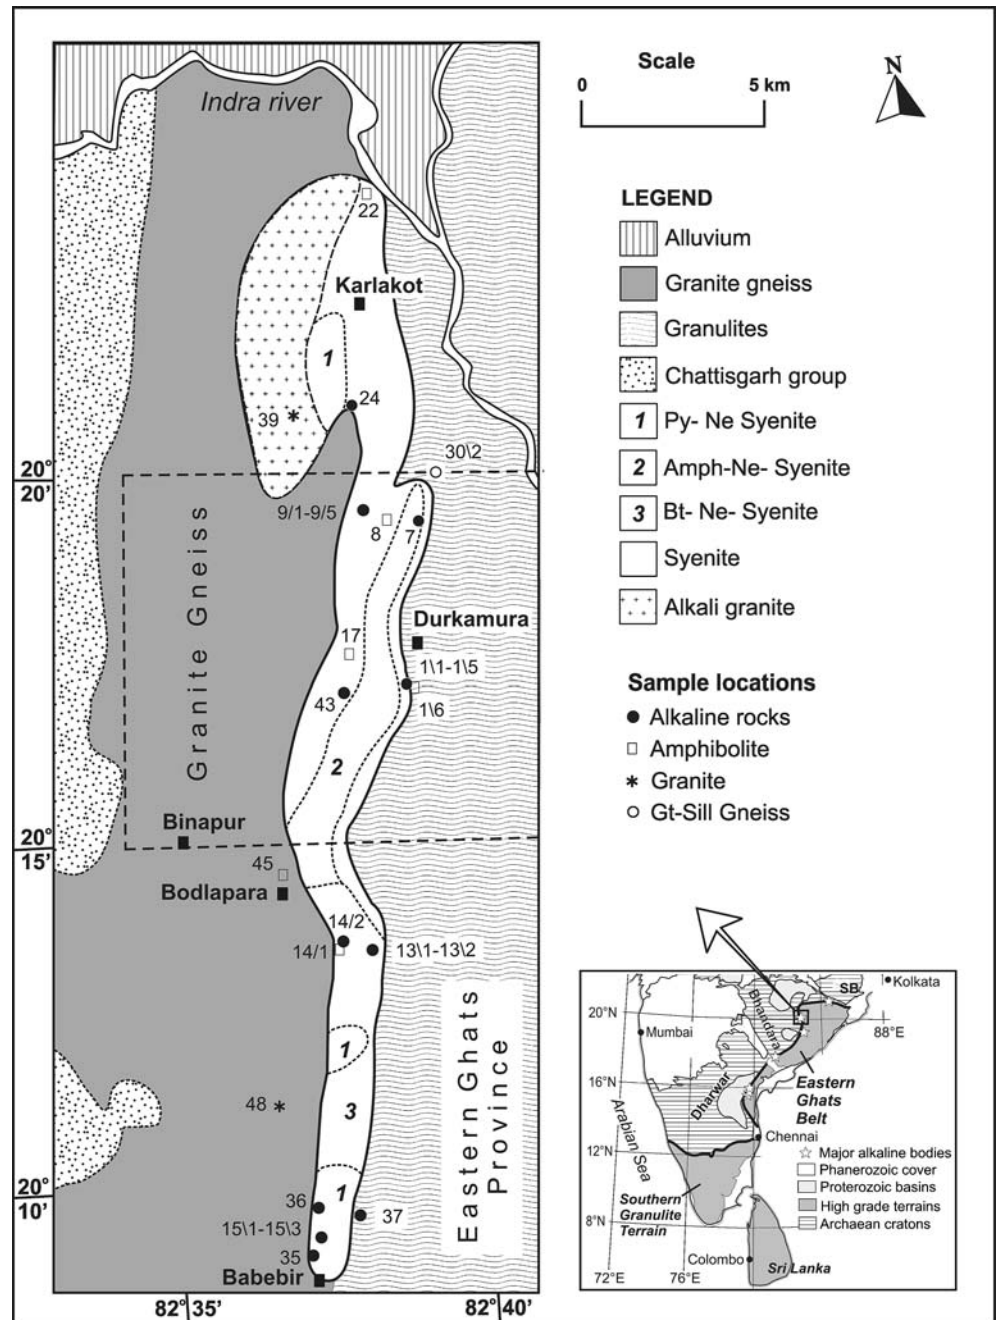 Indra river
22
Karlakot
1
24
39
30\2
20°
20'
9/1-9/5
8
7
Granite Gneiss
Durkamura
17
1\1-1\5
43
1\6
2
Binapur
20°
15'
45
Bodlapara
14/2
14/1
13\1-13\2
Eastern Ghats
Province
1
48
3
20°
10'
36
1
15\1-15\3
37
35
Babebir
82°35'
82°40'
Scale
0
5 km
N
LEGEND
Alluvium
Granite gneiss
Granulites
Chattisgarh group
1 Py- Ne Syenite
2 Amph-Ne- Syenite
3 Bt- Ne-Syenite
Syenite
Alkali granite
Sample locations
Alkaline rocks
Amphibolite
Granite
Gt-Sill Gneiss
SB
Kolkata
20°N
Bhandara
88°E
Mumbai
16°N
Dharwar
Eastern
Ghats
Belt
Arabian Sea
Chennai
12°N
Major alkaline bodies
Phanerozoic cover
Proterozoic basins
High grade terrains
Archaean cratons
Southern
Granulite
Terrain
8°N
Colombo
Sri Lanka
72°E
76°E